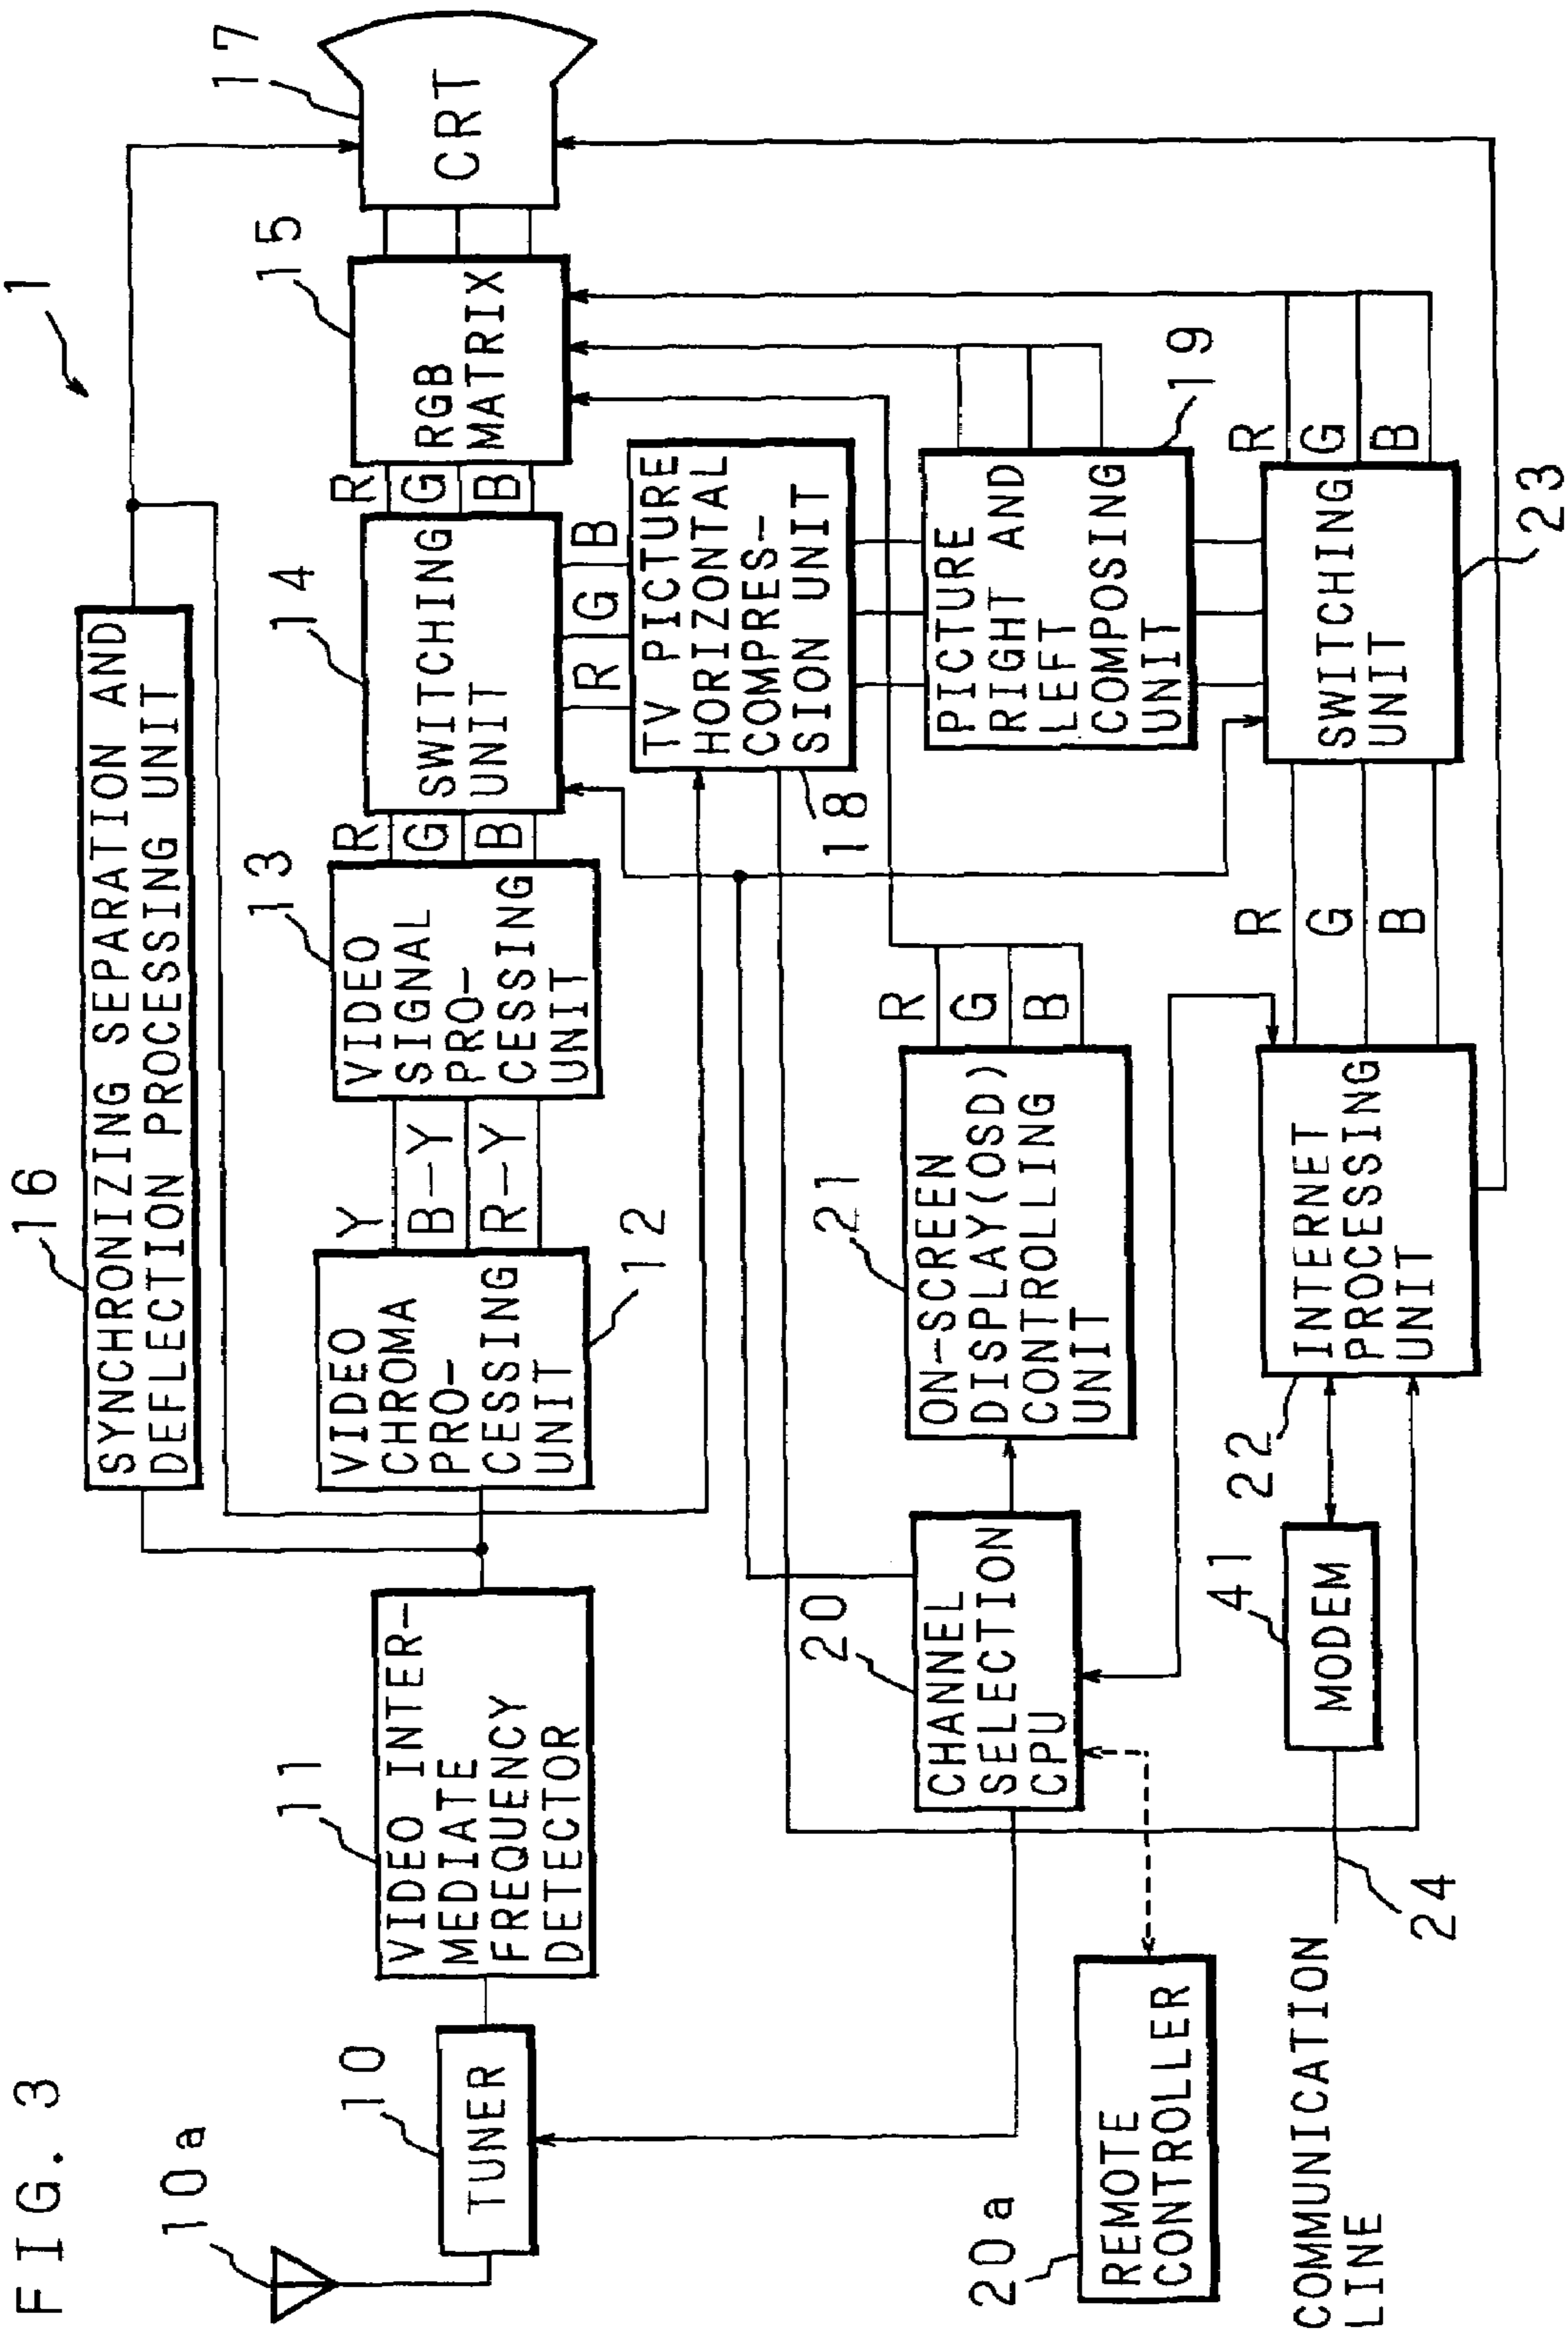 FIG. 3
1
16
SYNCHRONIZING SEPARATION AND
DEFLECTION PROCESSING UNIT
10a
10
TUNER
11
VIDEO INTER-
MEDIATE
FREQUENCY
DETECTOR
12
VIDEO
CHROMA
PRO-
CESSING
UNIT
Y
B-Y
R-Y
13
VIDEO
SIGNAL
PRO-
CESSING
UNIT
R
G
B
14
SWITCHING
UNIT
R
G
B
15
RGB
MATRIX
17
CRT
R G B
18
TV PICTURE
HORIZONTAL
COMPRES-
SION UNIT
20
CHANNEL
SELECTION
CPU
21
ON-SCREEN
DISPLAY(OSD)
CONTROLLING
UNIT
R
G
B
19
PICTURE
RIGHT AND
LEFT
COMPOSING
UNIT
20a
REMOTE
CONTROLLER
COMMUNICATION
LINE
24
41
MODEM
22
INTERNET
PROCESSING
UNIT
R
G
B
23
SWITCHING
UNIT
R
G
B